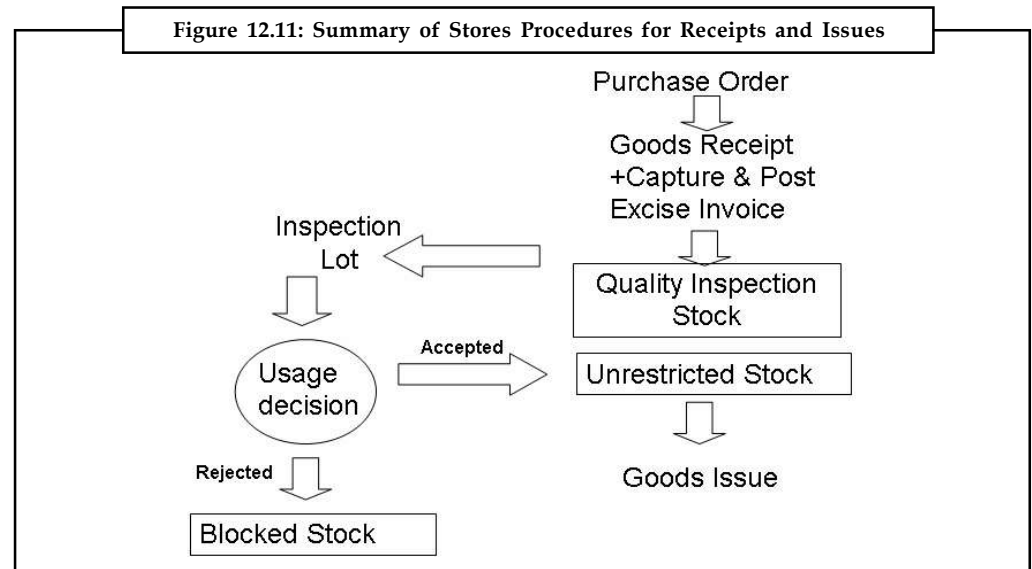 Figure 12.11: Summary of Stores Procedures for Receipts and Issues
Purchase Order
Goods Receipt
+Capture & Post
Excise Invoice
Inspection
Lot
Quality Inspection
Stock
Usage
decision
Accepted
Unrestricted Stock
Rejected
Goods Issue
Blocked Stock